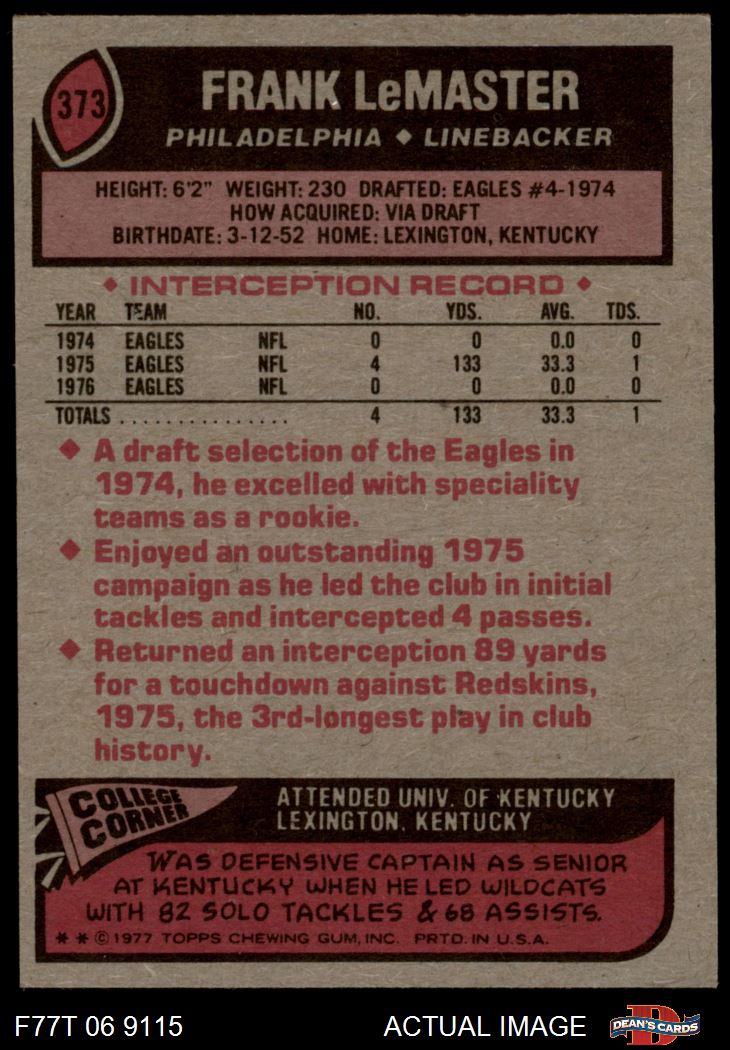 373
FRANK LeMASTER
PHILADELPHIA ◆ LINEBACKER
HEIGHT: 6'2" WEIGHT: 230 DRAFTED: EAGLES #4-1974
HOW ACQUIRED: VIA DRAFT
BIRTHDATE: 3-12-52 HOME: LEXINGTON, KENTUCKY
◆ INTERCEPTION RECORD ◆
YEAR TEAM NO. YDS. AVG. TDS.
1974 EAGLES NFL 0 0 0.0 0
1975 EAGLES NFL 4 133 33.3 1
1976 EAGLES NFL 0 0 0.0 0
TOTALS . . . . . . . . . . . . . . . 4 133 33.3 1
◆ A draft selection of the Eagles in
1974, he excelled with speciality
teams as a rookie.
◆ Enjoyed an outstanding 1975
campaign as he led the club in initial
tackles and intercepted 4 passes.
◆ Returned an interception 89 yards
for a touchdown against Redskins,
1975, the 3rd-longest play in club
history.
COLLEGE
CORNER
ATTENDED UNIV. OF KENTUCKY
LEXINGTON, KENTUCKY
WAS DEFENSIVE CAPTAIN AS SENIOR
AT KENTUCKY WHEN HE LED WILDCATS
WITH 82 SOLO TACKLES & 68 ASSISTS.
* * © 1977 TOPPS CHEWING GUM, INC. PRTD. IN U.S.A.
F77T 06 9115 ACTUAL IMAGE
D
DEAN'S CARDS